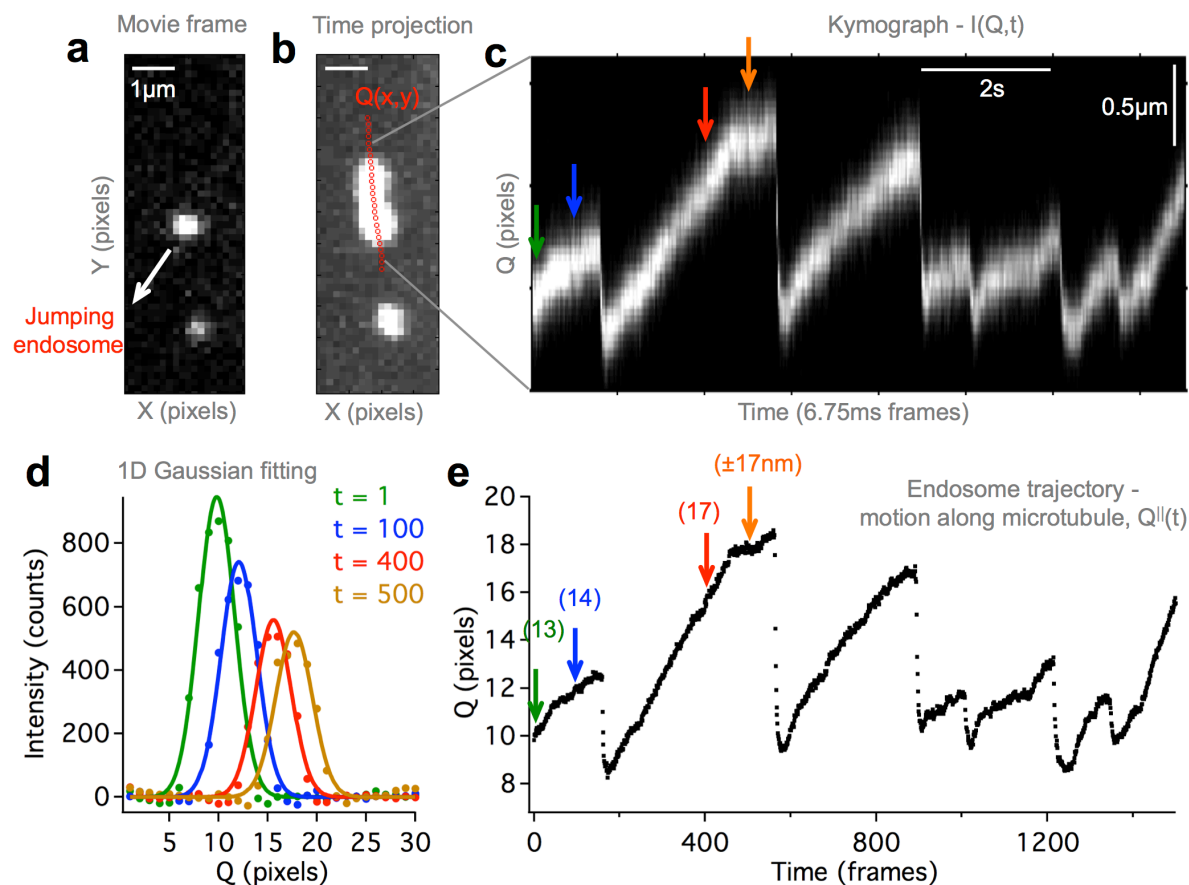 Movie frame
Time projection
Kymograph - I(Q,t)
a
b
c
1µm
Q(x,y)
2s
0.5µm
Y (pixels)
Q (pixels)
Jumping
endosome
X (pixels)
X (pixels)
Time (6.75ms frames)
d
1D Gaussian fitting
t = 1
t = 100
t = 400
t = 500
Intensity (counts)
800
600
400
200
0
5
10
15
20
25
30
Q (pixels)
e
(±17nm)
Endosome trajectory -
motion along microtubule, Q||(t)
(17)
(14)
(13)
Q (pixels)
20
18
16
14
12
10
8
0
400
800
1200
Time (frames)